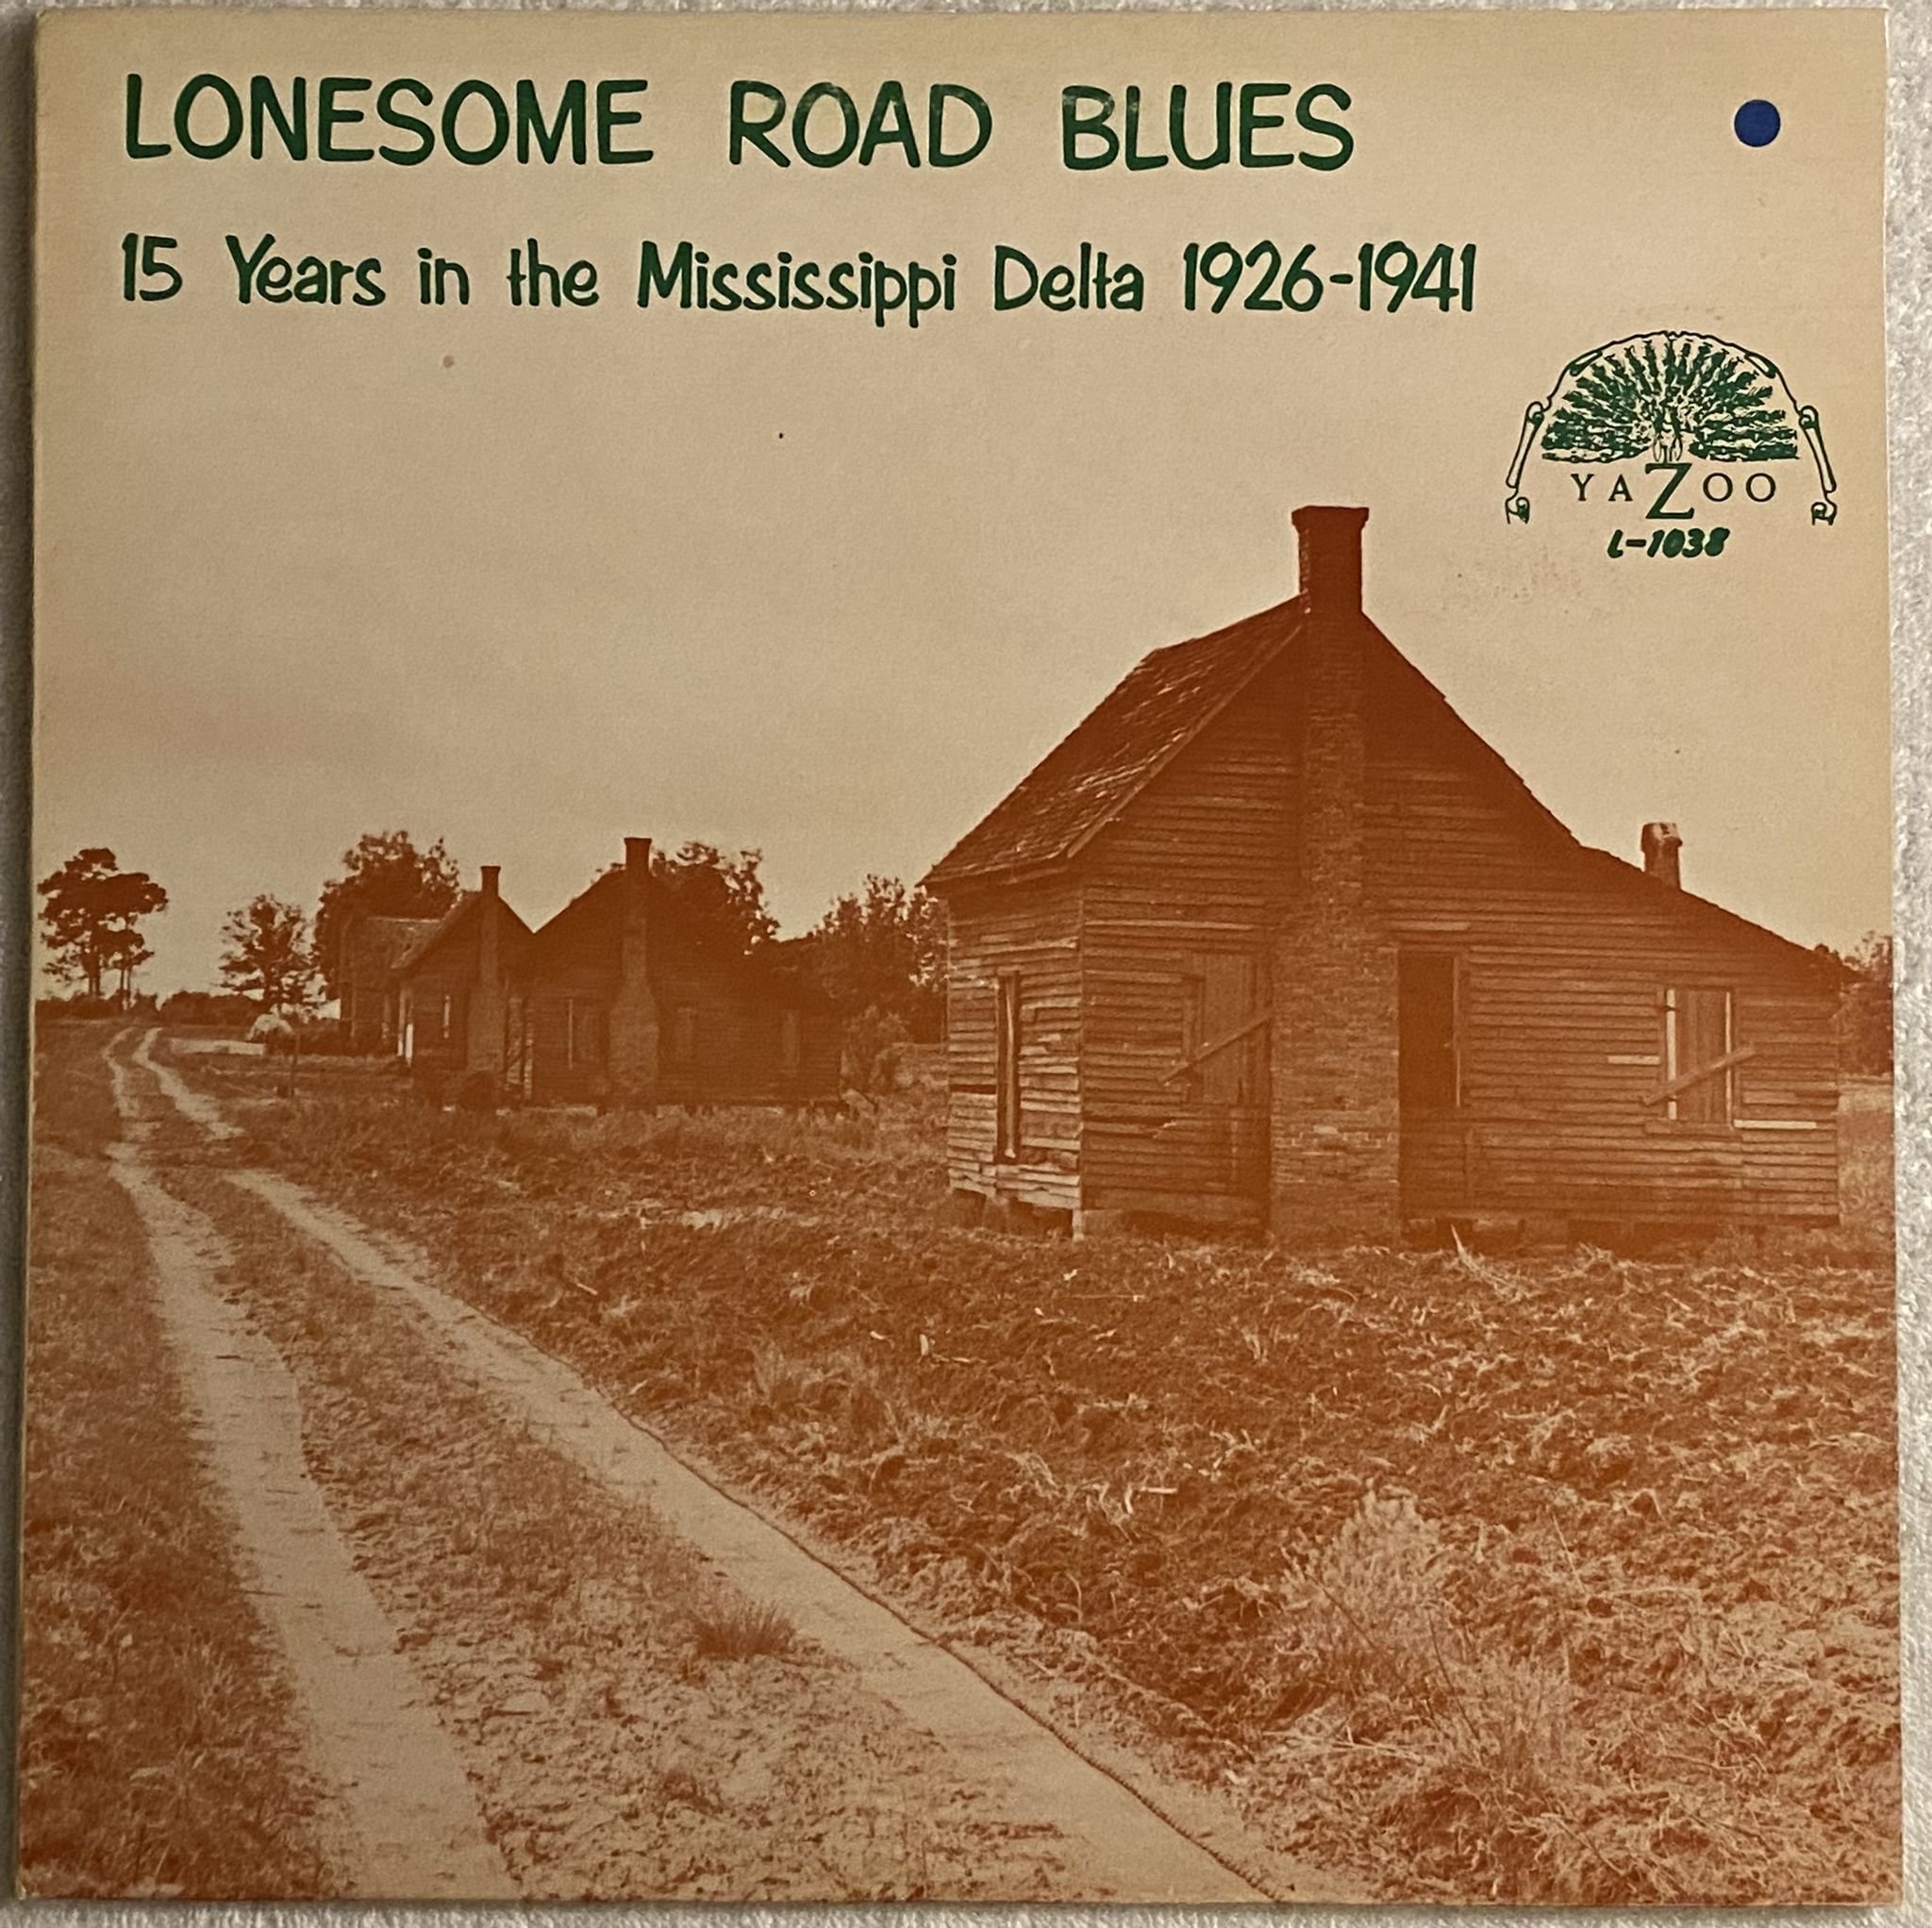 LONESOME ROAD BLUES
15 Years in the Mississippi Delta 1926-1941
YAZOO
L-1038